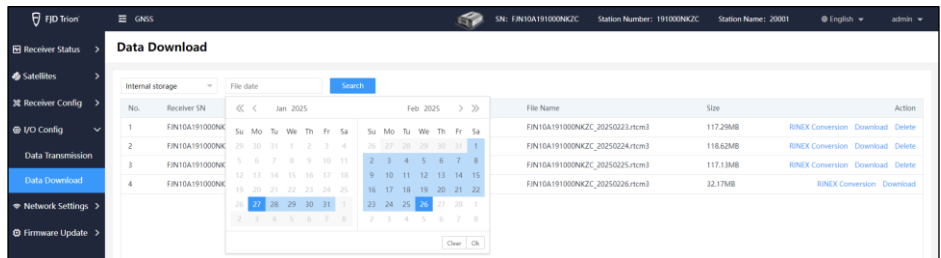 FJD Trion GNSS SN: FJN10A191000NKZC Station Number: 191000NKZC Station Name: 20001 English admin
Receiver Status
Satellites
Receiver Config
I/O Config
Data Transmission
Data Download
Network Settings
Firmware Update
Data Download
Internal storage File date Search
No. Receiver SN File Name Size Action
1 FJN10A191000NK FJN10A191000NKZC_20250223.rtcm3 117.29MB RINEX Conversion Download Delete
2 FJN10A191000NK FJN10A191000NKZC_20250224.rtcm3 118.62MB RINEX Conversion Download Delete
3 FJN10A191000NK FJN10A191000NKZC_20250225.rtcm3 117.13MB RINEX Conversion Download Delete
4 FJN10A191000NK FJN10A191000NKZC_20250226.rtcm3 32.17MB RINEX Conversion Download
Jan 2025
Su Mo Tu We Th Fr Sa
29 30 31 1 2 3 4
5 6 7 8 9 10 11
12 13 14 15 16 17 18
19 20 21 22 23 24 25
26 27 28 29 30 31 1
2 3 4 5 6 7 8
Feb 2025
Su Mo Tu We Th Fr Sa
26 27 28 29 30 31 1
2 3 4 5 6 7 8
9 10 11 12 13 14 15
16 17 18 19 20 21 22
23 24 25 26 27 28 1
2 3 4 5 6 7 8
Clear Ok